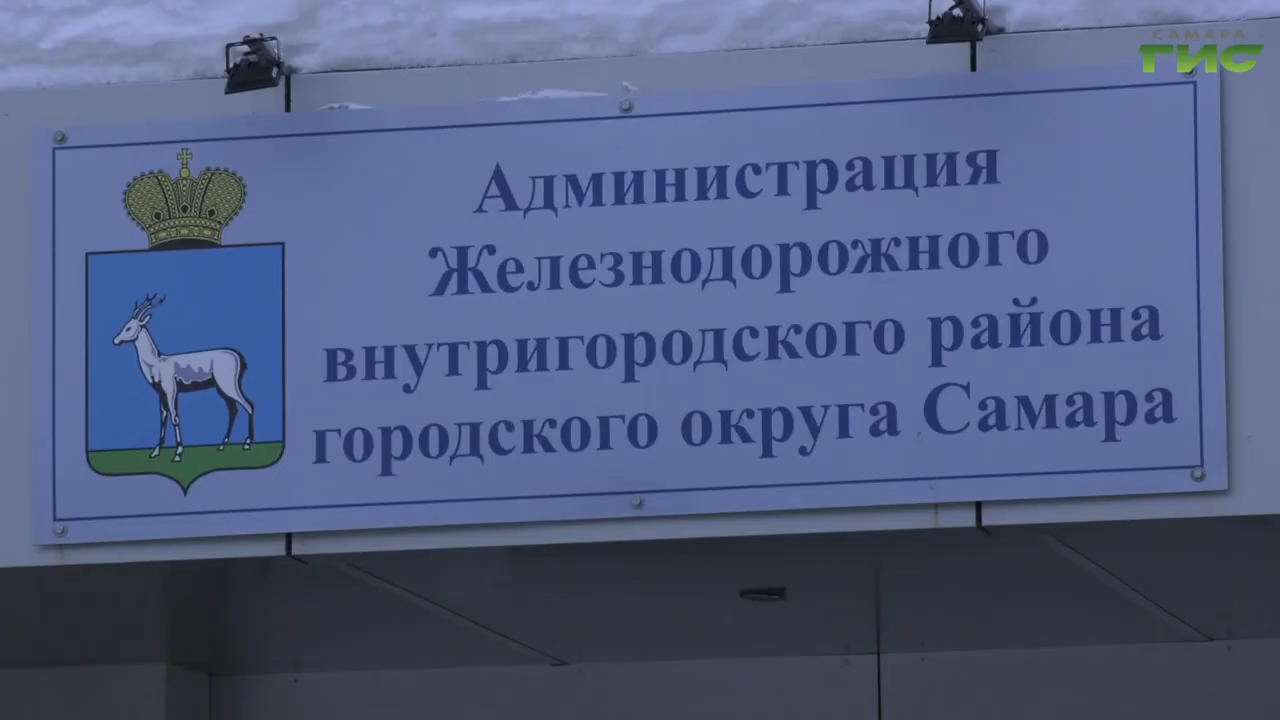 САМАРА
ГИС
Администрация
Железнодорожного
внутригородского района
городского округа Самара